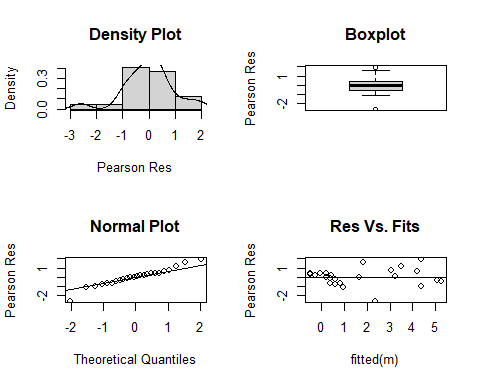 Density Plot
Density
0.0
0.3
-3 -2 -1 0 1 2
Pearson Res
Boxplot
Pearson Res
-2
1
Normal Plot
Pearson Res
-2
1
-2 -1 0 1 2
Theoretical Quantiles
Res Vs. Fits
Pearson Res
-2
1
0 1 2 3 4 5
fitted(m)